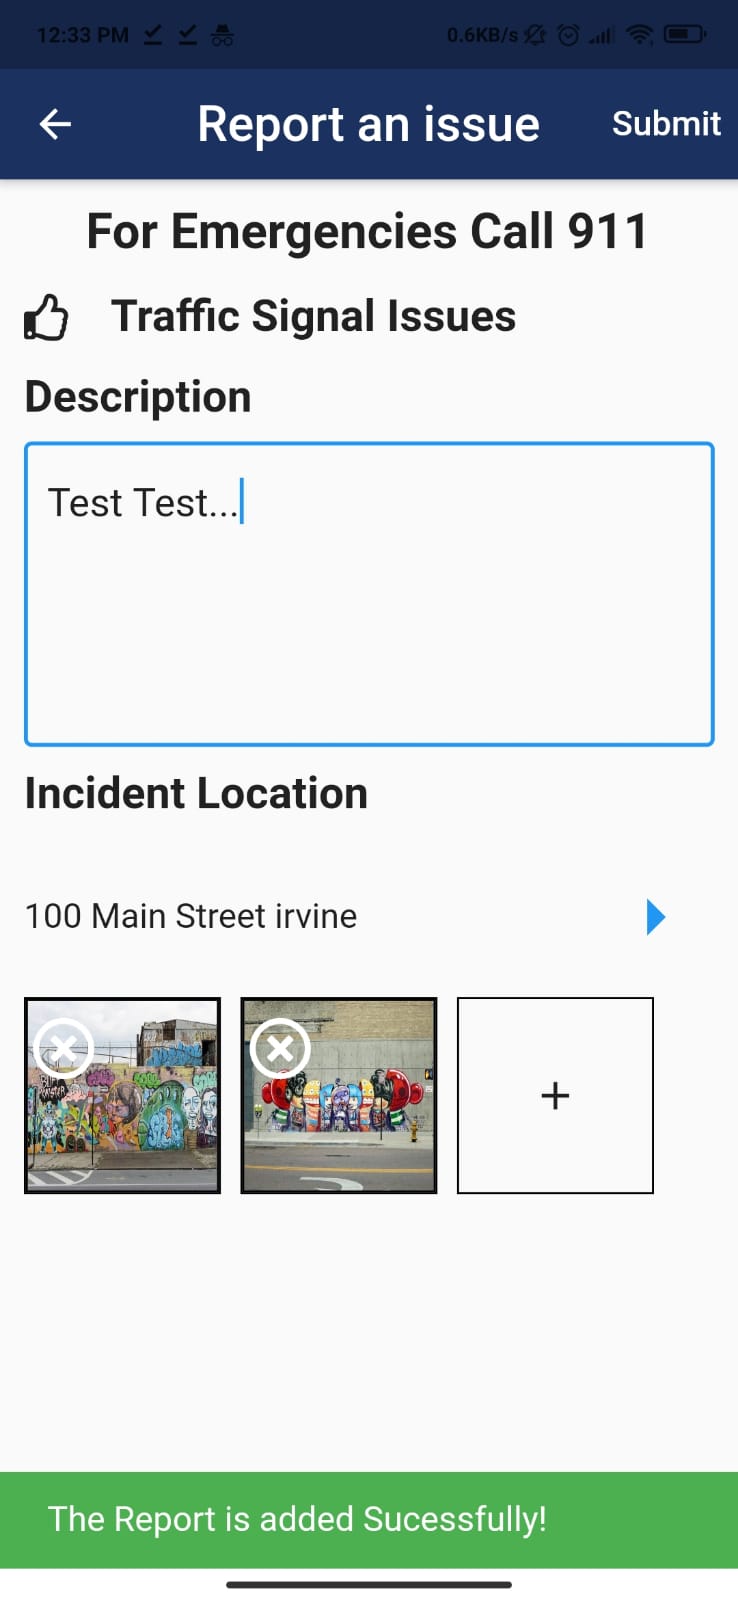 12:33 PM
0.6KB/s
Report an issue
Submit
For Emergencies Call 911
Traffic Signal Issues
Description
Test Test...
Incident Location
100 Main Street irvine
+
The Report is added Sucessfully!